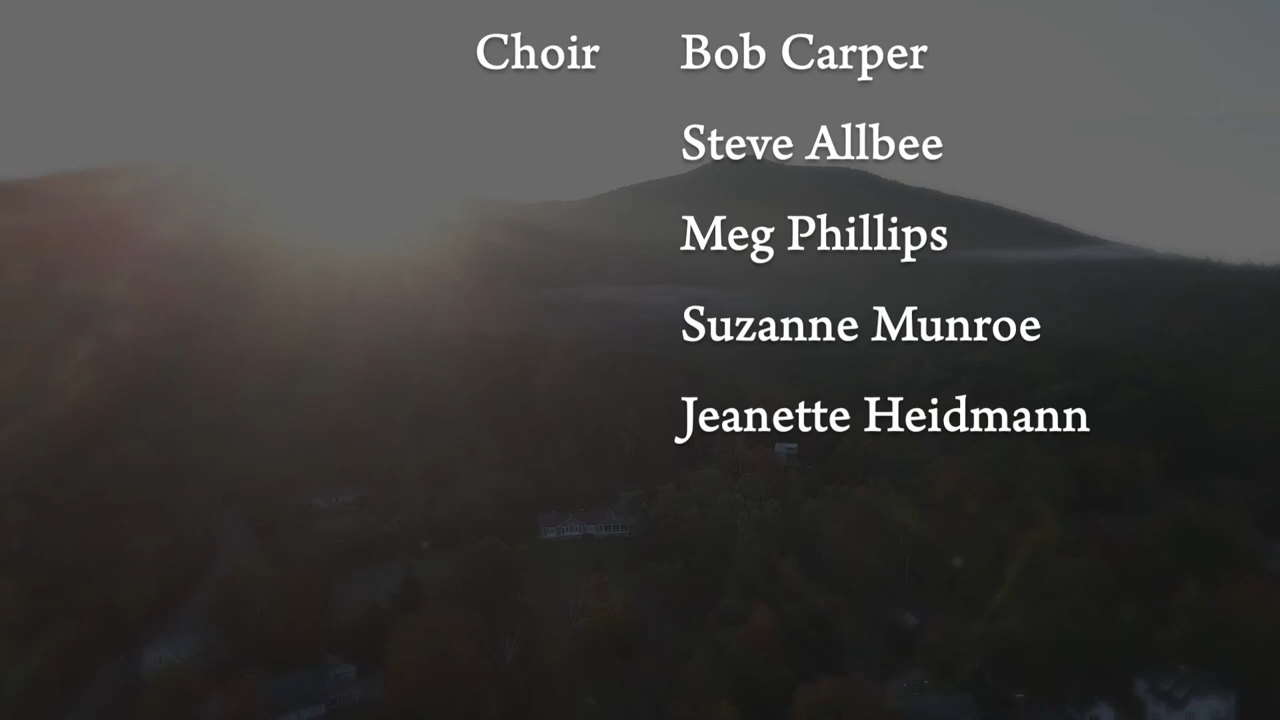 Choir Bob Carper
Steve Allbee
Meg Phillips
Suzanne Munroe
Jeanette Heidmann